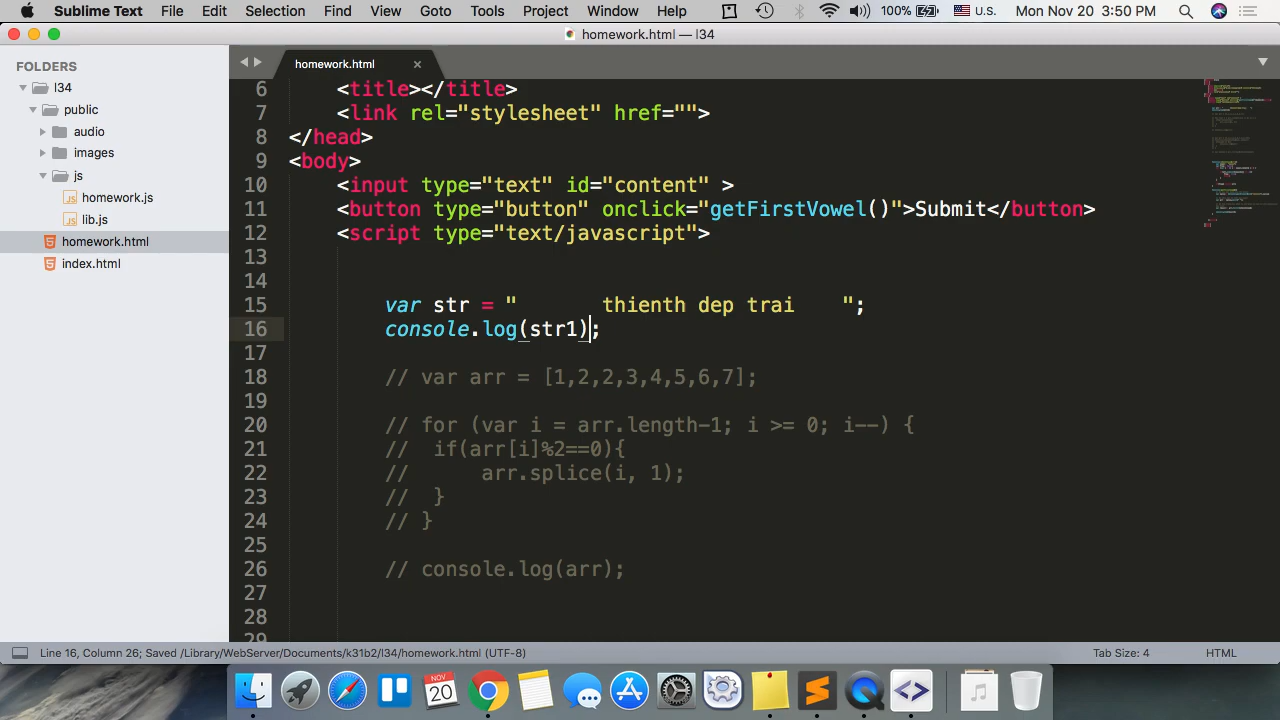 Sublime Text File Edit Selection Find View Goto Tools Project Window Help 100% U.S. Mon Nov 20 3:50 PM
homework.html — l34
FOLDERS
l34
public
audio
images
js
homework.js
lib.js
homework.html
index.html
homework.html
6 <title></title>
7 <link rel="stylesheet" href="">
8 </head>
9 <body>
10 <input type="text" id="content" >
11 <button type="button" onclick="getFirstVowel()">Submit</button>
12 <script type="text/javascript">
13
14
15 var str = "       thienth dep trai    ";
16 console.log(str1);
17
18 // var arr = [1,2,2,3,4,5,6,7];
19
20 // for (var i = arr.length-1; i >= 0; i--) {
21 //  if(arr[i]%2==0){
22 //      arr.splice(i, 1);
23 //  }
24 // }
25
26 // console.log(arr);
27
28
29
Line 16, Column 26; Saved /Library/WebServer/Documents/k31b2/l34/homework.html (UTF-8) Tab Size: 4 HTML
NOV
20